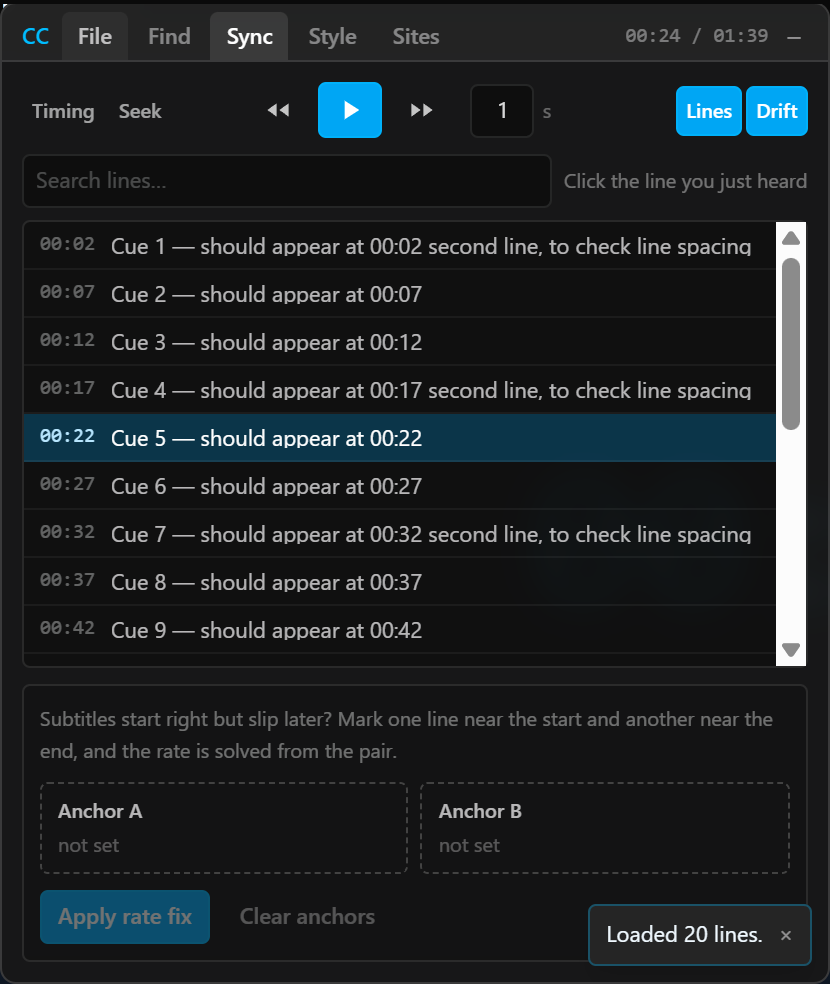 CC File Find Sync Style Sites 00:24 / 01:39 –
Timing Seek 1 s Lines Drift
Search lines... Click the line you just heard
00:02 Cue 1 — should appear at 00:02 second line, to check line spacing
00:07 Cue 2 — should appear at 00:07
00:12 Cue 3 — should appear at 00:12
00:17 Cue 4 — should appear at 00:17 second line, to check line spacing
00:22 Cue 5 — should appear at 00:22
00:27 Cue 6 — should appear at 00:27
00:32 Cue 7 — should appear at 00:32 second line, to check line spacing
00:37 Cue 8 — should appear at 00:37
00:42 Cue 9 — should appear at 00:42
Subtitles start right but slip later? Mark one line near the start and another near the
end, and the rate is solved from the pair.
Anchor A Anchor B
not set not set
Apply rate fix Clear anchors
Loaded 20 lines. ×